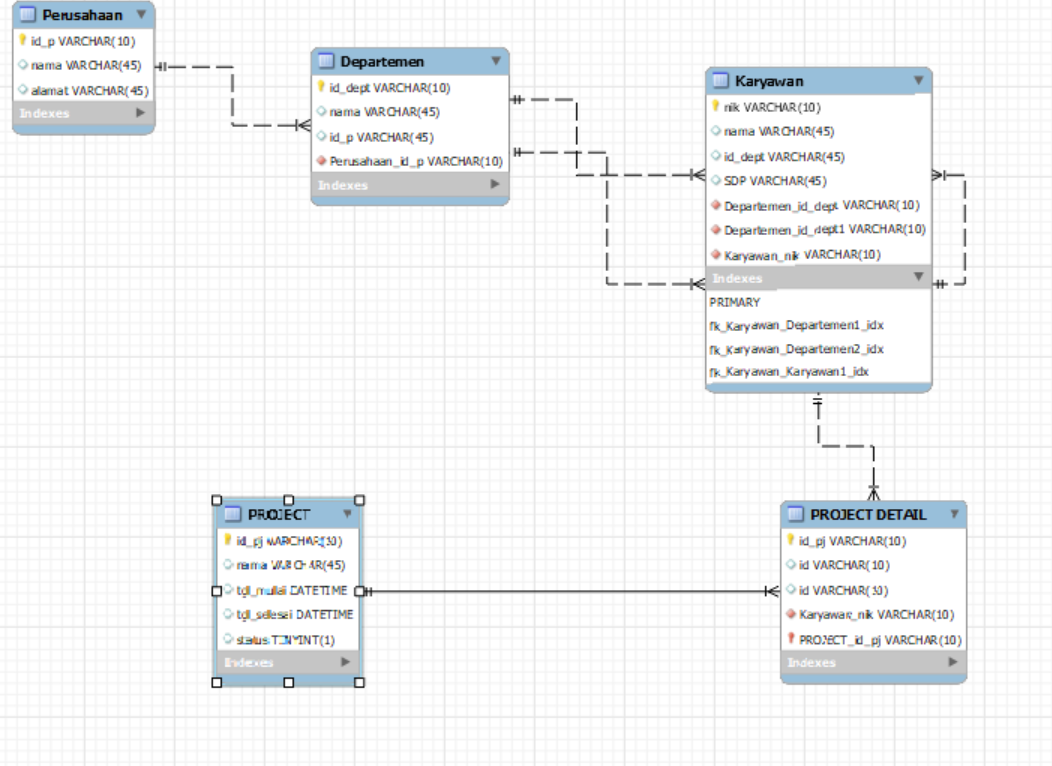 Perusahaan
id_p VARCHAR(10)
nama VARCHAR(45)
alamat VARCHAR(45)
Indexes
Departemen
id_dept VARCHAR(10)
nama VARCHAR(45)
id_p VARCHAR(45)
Perusahaan_id_p VARCHAR(10)
Indexes
Karyawan
nik VARCHAR(10)
nama VARCHAR(45)
id_dept VARCHAR(45)
SDP VARCHAR(45)
Departemen_id_dept VARCHAR(10)
Departemen_id_dept1 VARCHAR(10)
Karyawan_nik VARCHAR(10)
Indexes
PRIMARY
fk_Karyawan_Departemen1_idx
fk_Karyawan_Departemen2_idx
fk_Karyawan_Karyawan1_idx
PROJECT
id_pj VARCHAR(10)
nama VARCHAR(45)
tgl_mulai DATETIME
tgl_selesai DATETIME
status TINYINT(1)
Indexes
PROJECT DETAIL
id_pj VARCHAR(10)
id VARCHAR(10)
id VARCHAR(10)
Karyawan_nik VARCHAR(10)
PROJECT_id_pj VARCHAR(10)
Indexes